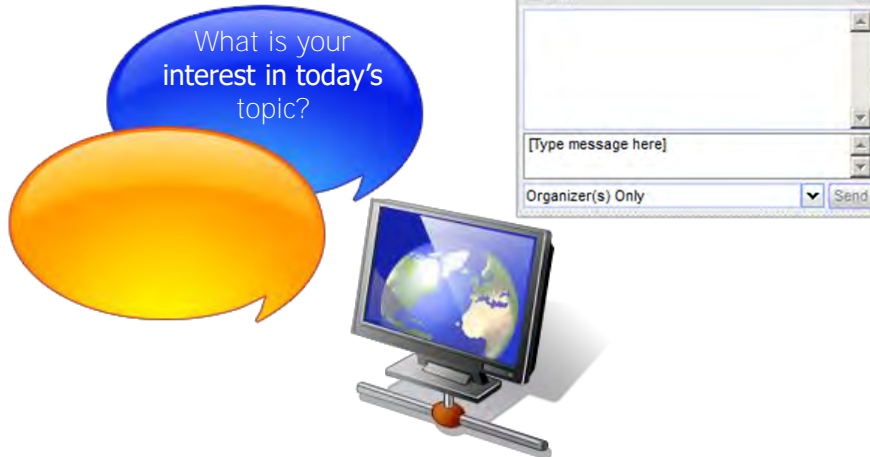 What is your
interest in today's
topic?
[Type message here]
Organizer(s) Only
Send